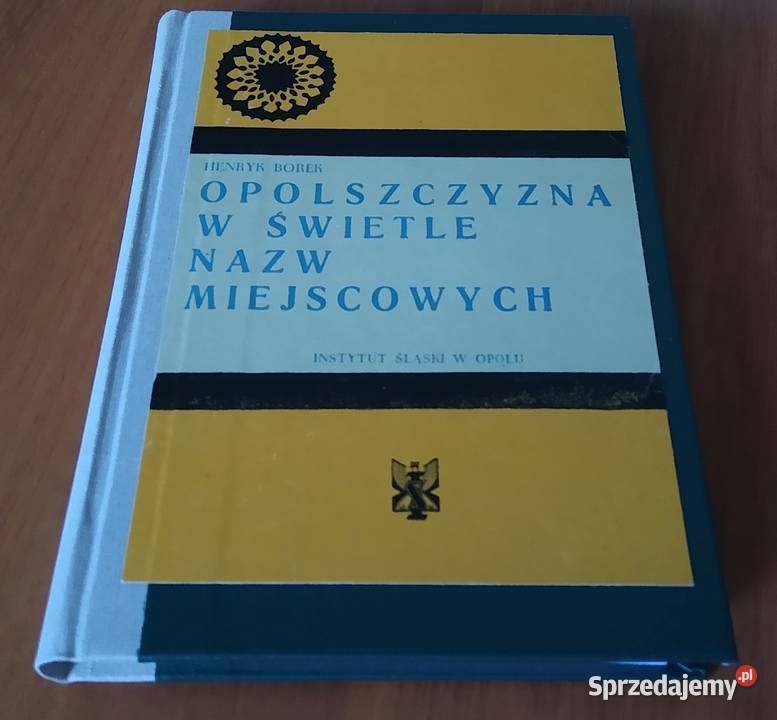 HENRYK BOREK
OPOLSZCZYZNA
W ŚWIETLE
NAZW
MIEJSCOWYCH
INSTYTUT ŚLĄSKI W OPOLU
Sprzedajemy.pl